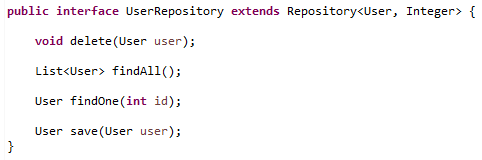 public interface UserRepository extends Repository<User, Integer> {
void delete(User user);
List<User> findAll();
User findOne(int id);
User save(User user);
}